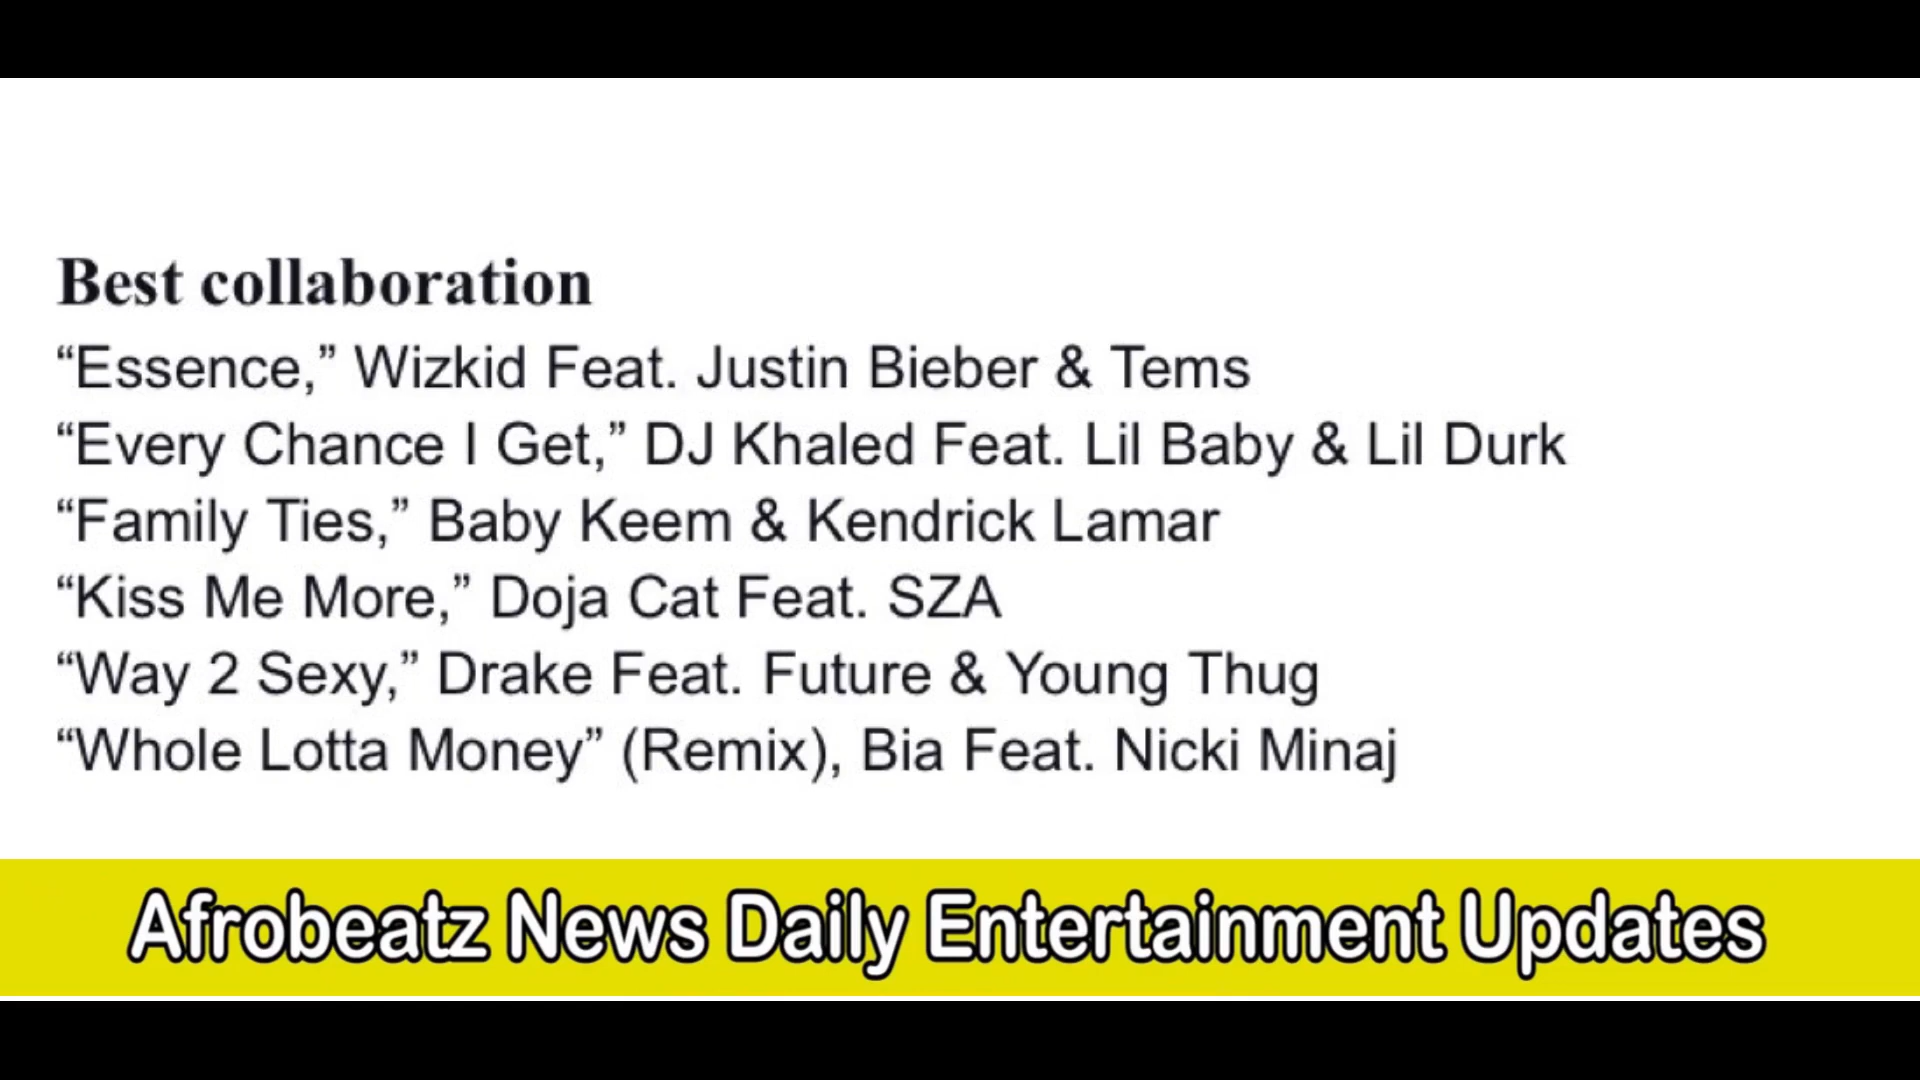 Best collaboration
“Essence,” Wizkid Feat. Justin Bieber & Tems
“Every Chance I Get,” DJ Khaled Feat. Lil Baby & Lil Durk
“Family Ties,” Baby Keem & Kendrick Lamar
“Kiss Me More,” Doja Cat Feat. SZA
“Way 2 Sexy,” Drake Feat. Future & Young Thug
“Whole Lotta Money” (Remix), Bia Feat. Nicki Minaj
Afrobeatz News Daily Entertainment Updates